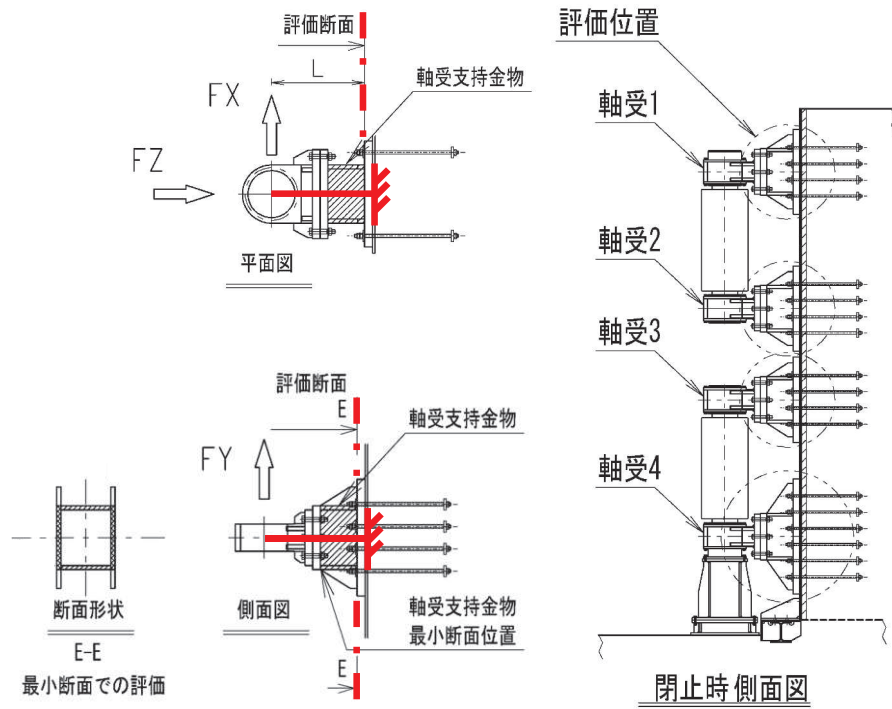 評価断面
L
軸受支持金物
FX
FZ
平面図
評価断面
E
軸受支持金物
FY
断面形状
E-E
最小断面での評価
側面図
軸受支持金物
最小断面位置
E
評価位置
軸受1
軸受2
軸受3
軸受4
閉止時側面図